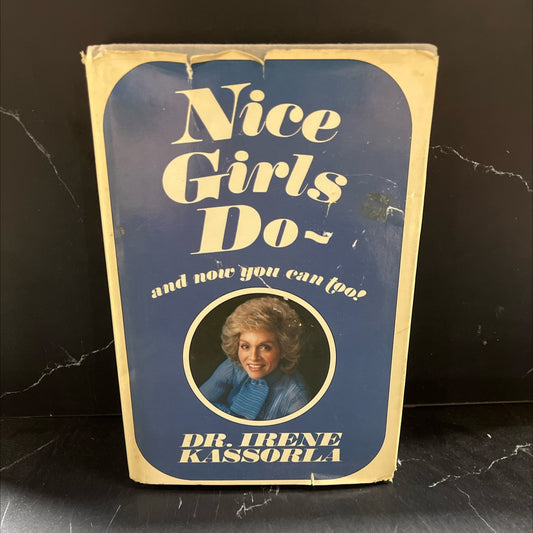 Nice
Girls
Do~
and now you can too!
DR. IRENE
KASSORLA